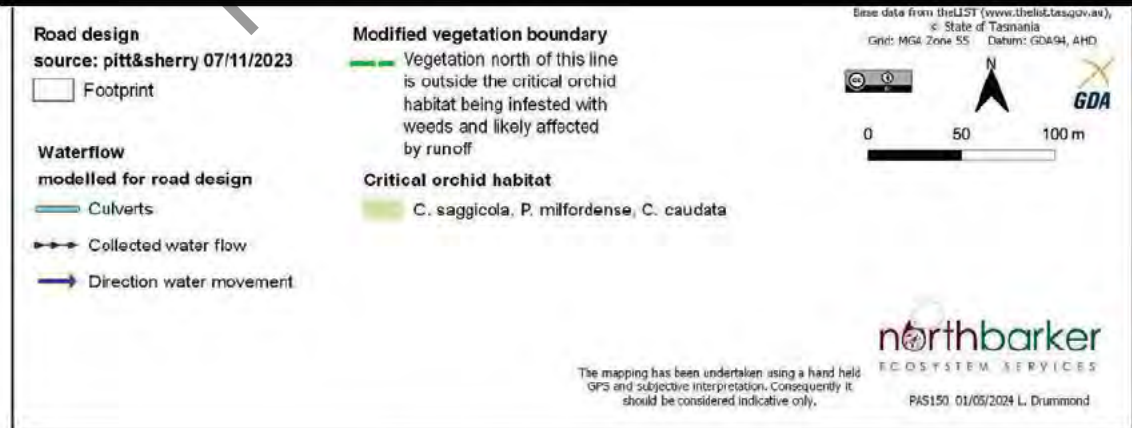 Road design
source: pitt&sherry 07/11/2023
Footprint
Waterflow
modelled for road design
Culverts
Collected water flow
Direction water movement
Modified vegetation boundary
Vegetation north of this line
is outside the critical orchid
habitat being infested with
weeds and likely affected
by runoff
Critical orchid habitat
C. saggicola, P. milfordense, C. caudata
Base data from theLIST (www.thelist.tas.gov.au),
© State of Tasmania
Grid: MGA Zone 55 Datum: GDA94, AHD
N
GDA
0 50 100 m
northbarker
ECOSYSTEM SERVICES
The mapping has been undertaken using a hand held
GPS and subjective interpretation. Consequently it
should be considered indicative only.
PAS150 01/05/2024 L. Drummond